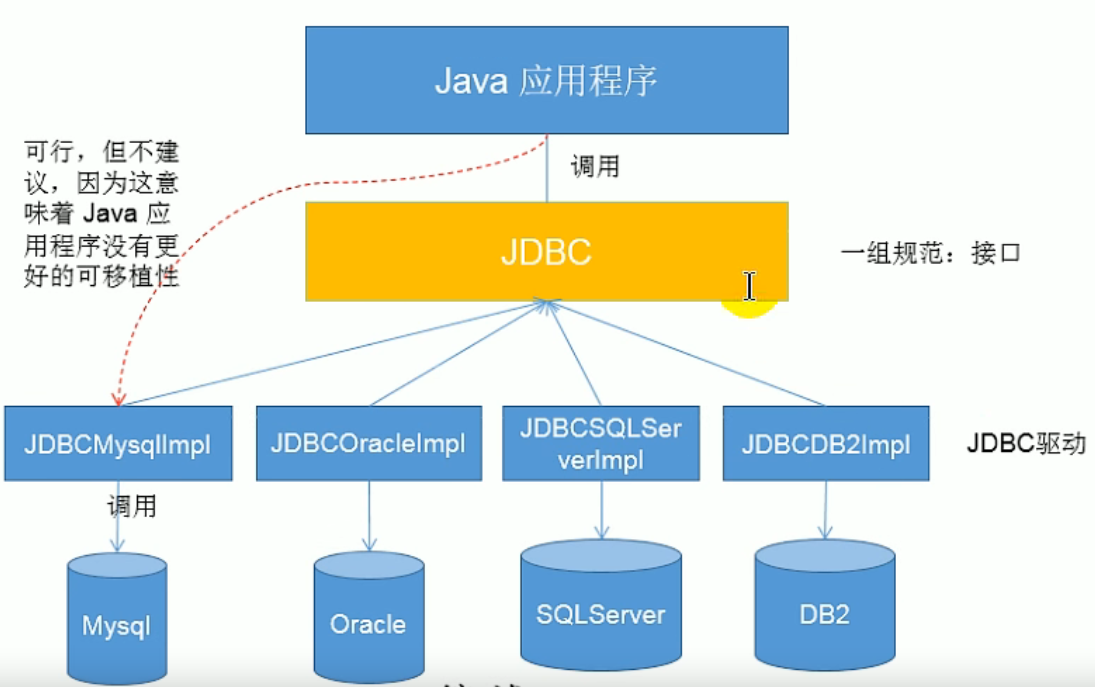 Java 应用程序
可行，但不建
议，因为这意
味着 Java 应
用程序没有更
好的可移植性
调用
JDBC
一组规范：接口
JDBCMysqlImpl
JDBCOracleImpl
JDBCSQLSer
verImpl
JDBCDB2Impl
JDBC驱动
调用
Mysql
Oracle
SQLServer
DB2